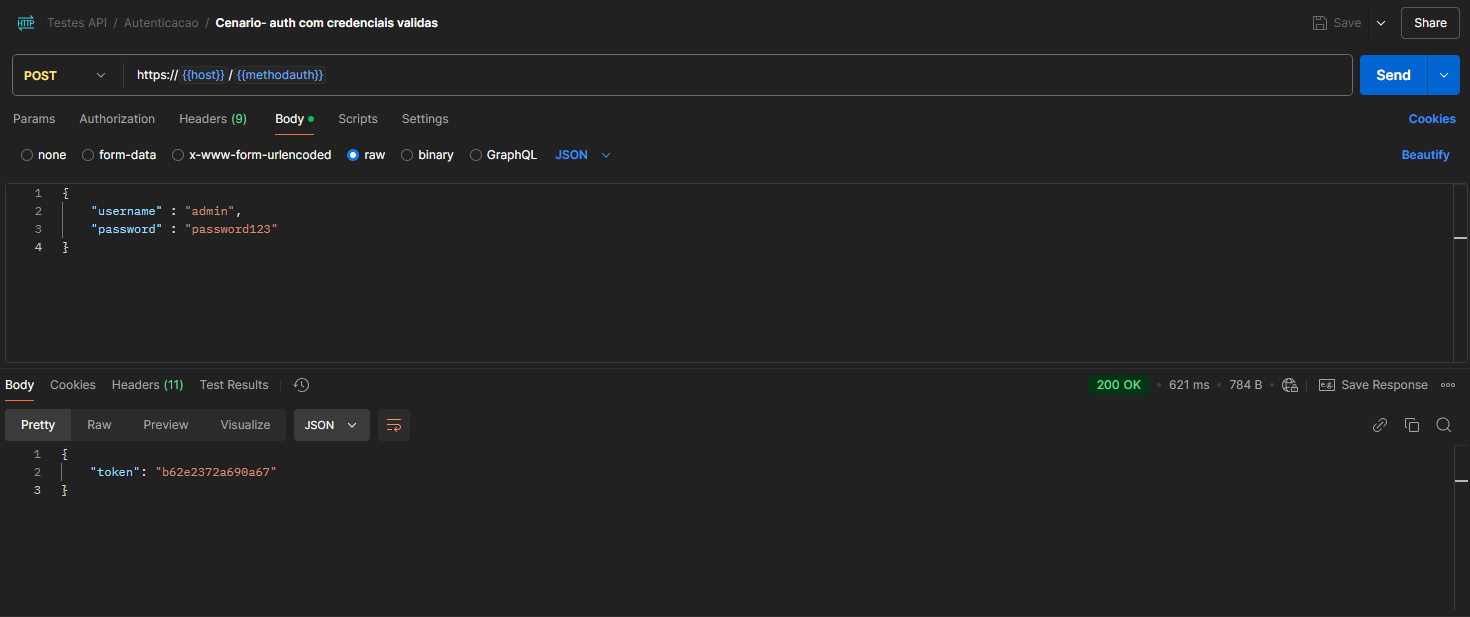 HTTP Testes API / Autenticacao / Cenario- auth com credenciais validas Save Share
POST https:// {{host}} / {{methodauth}} Send
Params Authorization Headers (9) Body Scripts Settings Cookies
none form-data x-www-form-urlencoded raw binary GraphQL JSON Beautify
1 {
2 "username" : "admin",
3 "password" : "password123"
4 }
Body Cookies Headers (11) Test Results 200 OK • 621 ms • 784 B • e.g. Save Response
Pretty Raw Preview Visualize JSON
1 {
2 "token": "b62e2372a690a67"
3 }